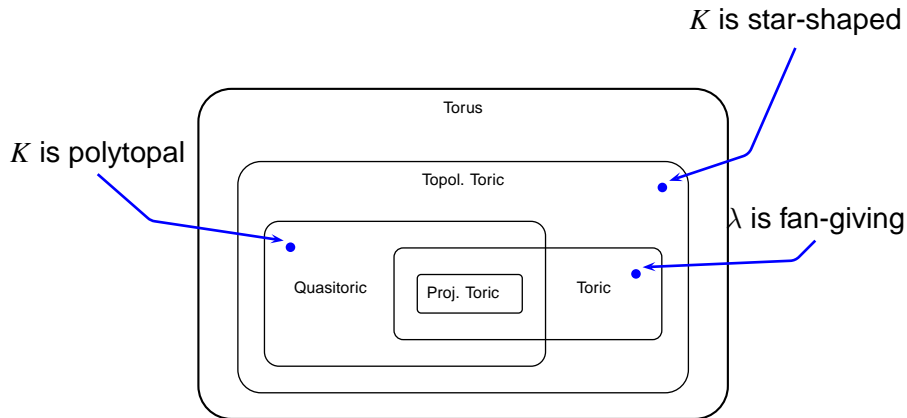 K is star-shaped
Torus
K is polytopal
Topol. Toric
λ is fan-giving
Quasitoric
Proj. Toric
Toric